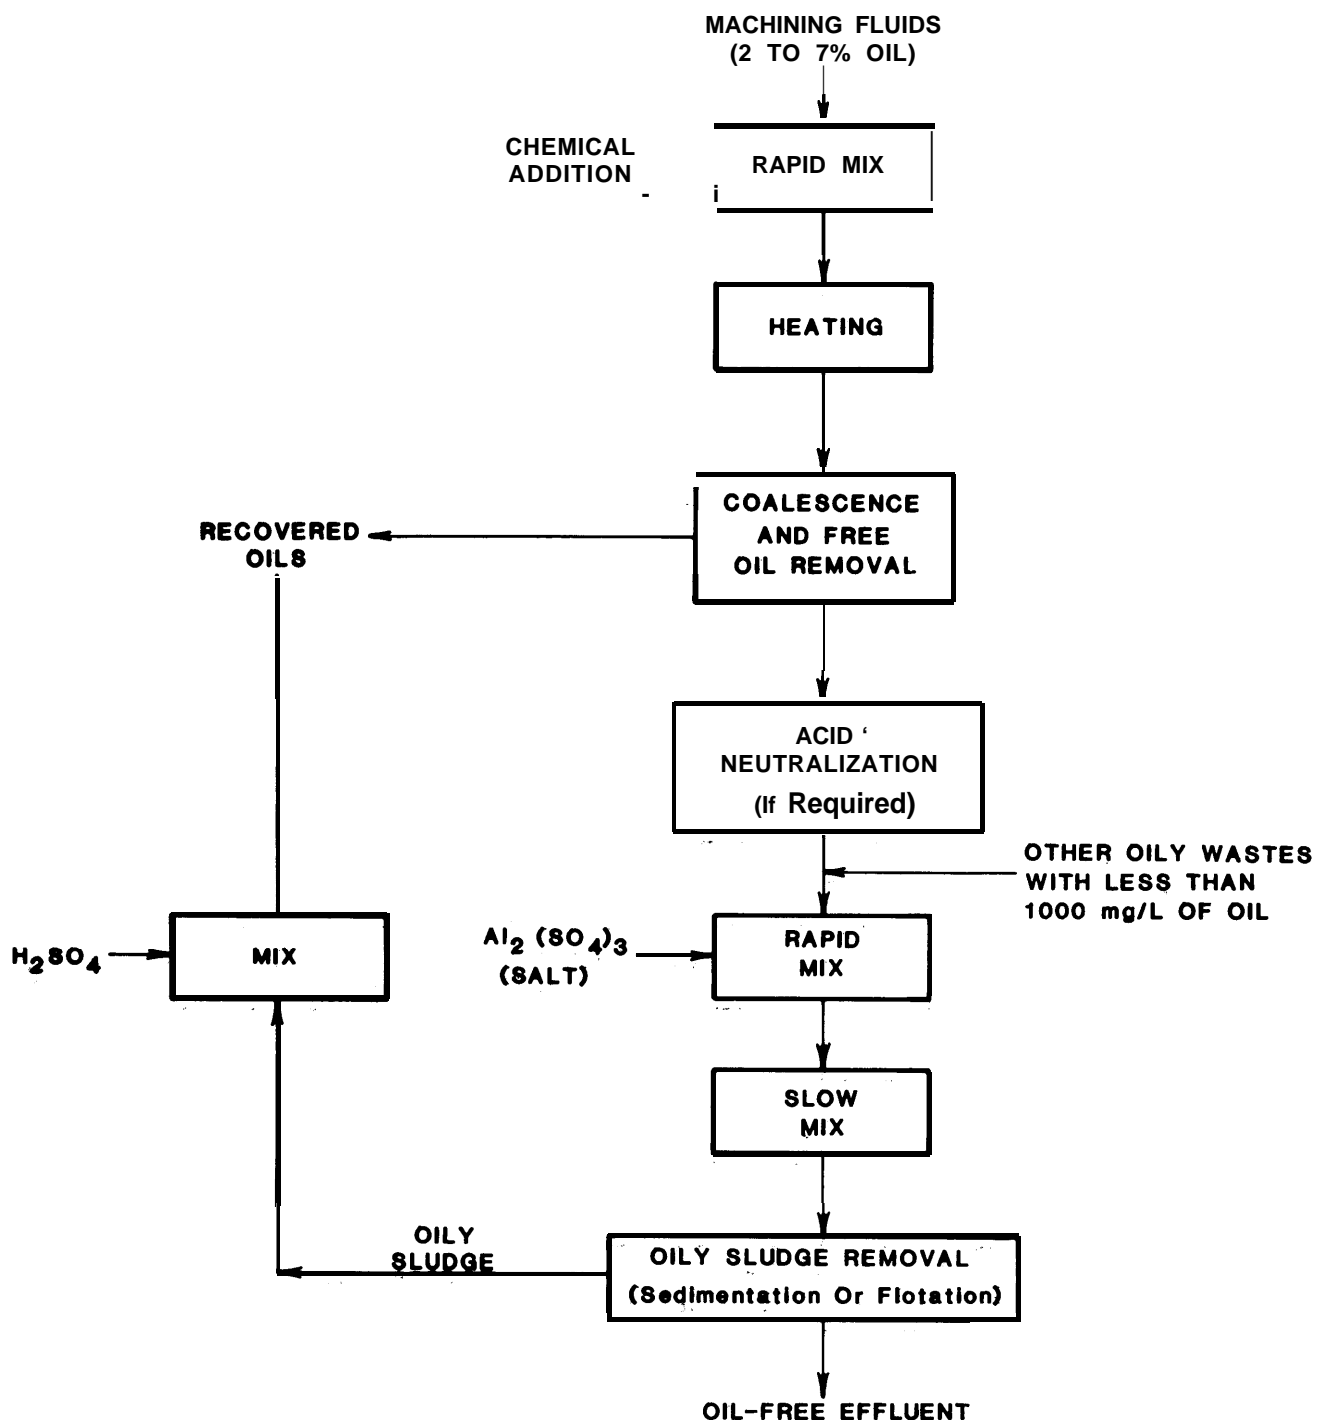 MACHINING FLUIDS
(2 TO 7% OIL)
CHEMICAL
ADDITION
RAPID MIX
HEATING
COALESCENCE
AND FREE
OIL REMOVAL
RECOVERED
OILS
ACID
NEUTRALIZATION
(If Required)
OTHER OILY WASTES
WITH LESS THAN
1000 mg/L OF OIL
H₂SO₄
MIX
Al₂ (SO₄)₃
(SALT)
RAPID
MIX
SLOW
MIX
OILY
SLUDGE
OILY SLUDGE REMOVAL
(Sedimentation Or Flotation)
OIL-FREE EFFLUENT